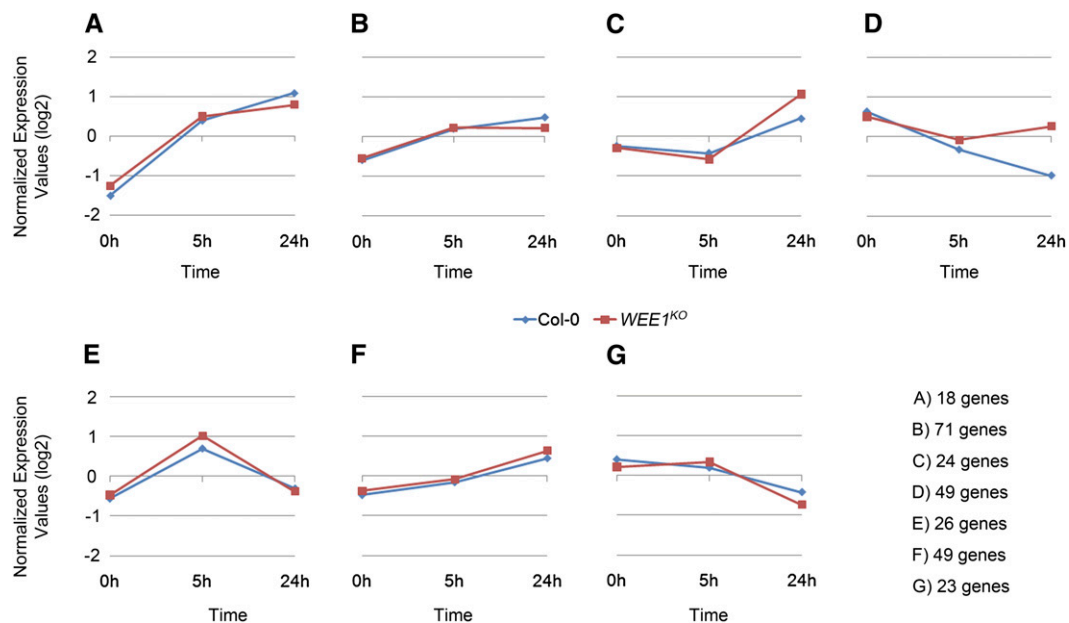 A
B
C
D
Normalized Expression
Values (log2)
2
1
0
-1
-2
0h 5h 24h
0h 5h 24h
0h 5h 24h
0h 5h 24h
Time
Time
Time
Time
Col-0 WEE1KO
E
F
G
Normalized Expression
Values (log2)
2
1
0
-1
-2
0h 5h 24h
0h 5h 24h
0h 5h 24h
Time
Time
Time
A) 18 genes
B) 71 genes
C) 24 genes
D) 49 genes
E) 26 genes
F) 49 genes
G) 23 genes